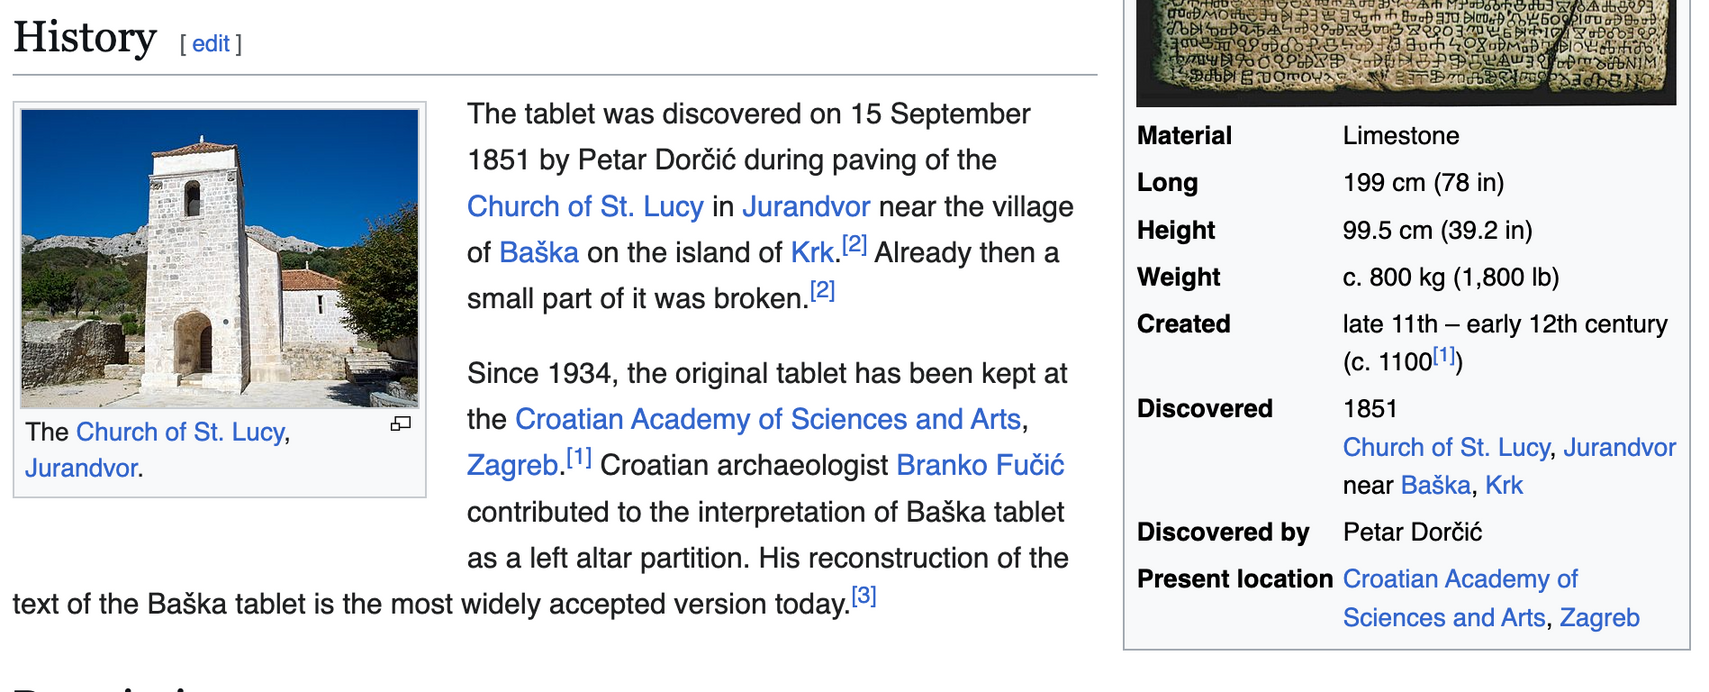 History [ edit ]
The tablet was discovered on 15 September
1851 by Petar Dorčić during paving of the
Church of St. Lucy in Jurandvor near the village
of Baška on the island of Krk.[2] Already then a
small part of it was broken.[2]
The Church of St. Lucy,
Jurandvor.
Since 1934, the original tablet has been kept at
the Croatian Academy of Sciences and Arts,
Zagreb.[1] Croatian archaeologist Branko Fučić
contributed to the interpretation of Baška tablet
as a left altar partition. His reconstruction of the
text of the Baška tablet is the most widely accepted version today.[3]
Material Limestone
Long 199 cm (78 in)
Height 99.5 cm (39.2 in)
Weight c. 800 kg (1,800 lb)
Created late 11th – early 12th century
(c. 1100[1])
Discovered 1851
Church of St. Lucy, Jurandvor
near Baška, Krk
Discovered by Petar Dorčić
Present location Croatian Academy of
Sciences and Arts, Zagreb